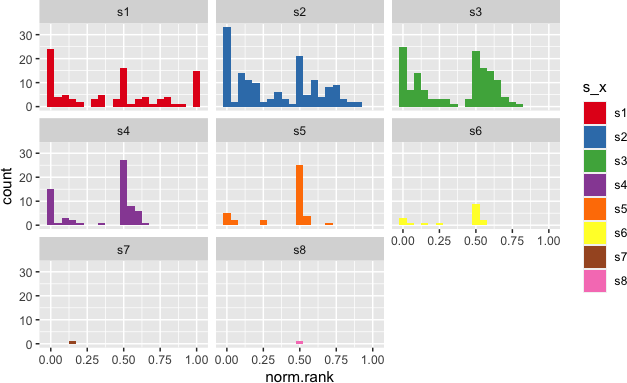 s1 s2 s3
30
20
10
0
s4 s5 s6
30
20
10
0
0.00 0.25 0.50 0.75 1.00
s7 s8
30
20
10
0
0.00 0.25 0.50 0.75 1.00 0.00 0.25 0.50 0.75 1.00
norm.rank
count
s_x
s1
s2
s3
s4
s5
s6
s7
s8